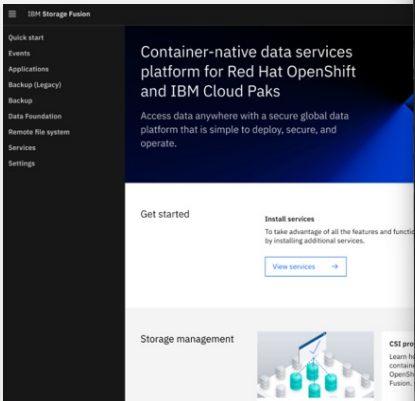 IBM Storage Fusion
Quick start
Events
Applications
Backup (Legacy)
Backup
Data Foundation
Remote file system
Services
Settings
Container-native data services
platform for Red Hat OpenShift
and IBM Cloud Paks
Access data anywhere with a secure global data
platform that is simple to deploy, secure, and
operate.
Get started
Install services
To take advantage of all the features and functio
by installing additional services.
View services
Storage management
CSI pro
Learn h
containe
OpenSh
Fusion.